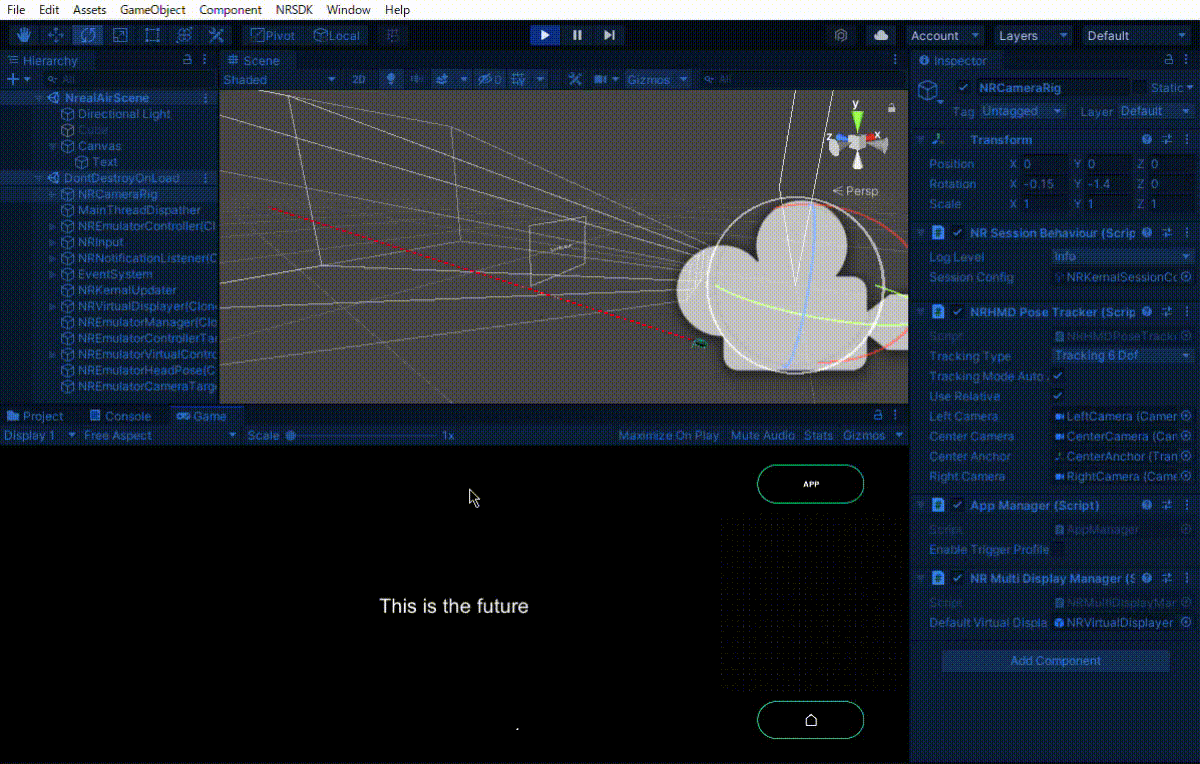 File Edit Assets GameObject Component NRSDK Window Help
Pivot Local Account Layers Default
Hierarchy
All
NrealAirScene
Directional Light
Cube
Canvas
Text
DontDestroyOnLoad
NRCameraRig
MainThreadDispather
NREmulatorController(Cl
NRInput
NRNotificationListener(C
EventSystem
NRKernalUpdater
NRVirtualDisplayer(Clon
NREmulatorManager(Clo
NREmulatorControllerTar
NREmulatorVirtualContro
NREmulatorHeadPose(C
NREmulatorCameraTarg
Scene
Shaded 2D 0 Gizmos All
y
z x
Persp
Project Console Game
Display 1 Free Aspect Scale 1x Maximize On Play Mute Audio Stats Gizmos
APP
This is the future
Inspector
NRCameraRig Static
Tag Untagged Layer Default
Transform
Position X 0 Y 0 Z 0
Rotation X -0.15 Y -1.4 Z 0
Scale X 1 Y 1 Z 1
NR Session Behaviour (Scrip
Log Level Info
Session Config NRKernalSessionCo
NRHMD Pose Tracker (Scrip
Script NRHMDPoseTrack
Tracking Type Tracking 6 Dof
Tracking Mode Auto
Use Relative
Left Camera LeftCamera (Camer
Center Camera CenterCamera (Can
Center Anchor CenterAnchor (Tran
Right Camera RightCamera (Came
App Manager (Script)
Script AppManager
Enable Trigger Profile
NR Multi Display Manager (S
Script NRMultiDisplayMar
Default Virtual Displa NRVirtualDisplayer
Add Component